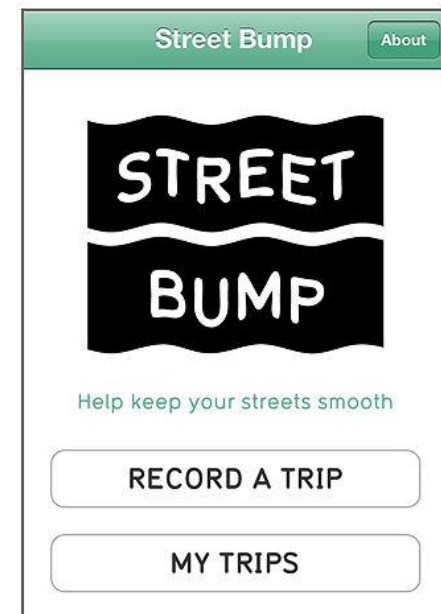 Street Bump
About
STREET
BUMP
Help keep your streets smooth
RECORD A TRIP
MY TRIPS